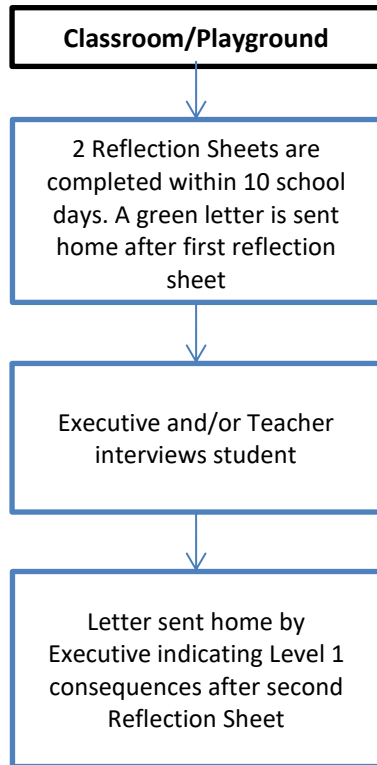 Classroom/Playground
2 Reflection Sheets are
completed within 10 school
days. A green letter is sent
home after first reflection
sheet
Executive and/or Teacher
interviews student
Letter sent home by
Executive indicating Level 1
consequences after second
Reflection Sheet